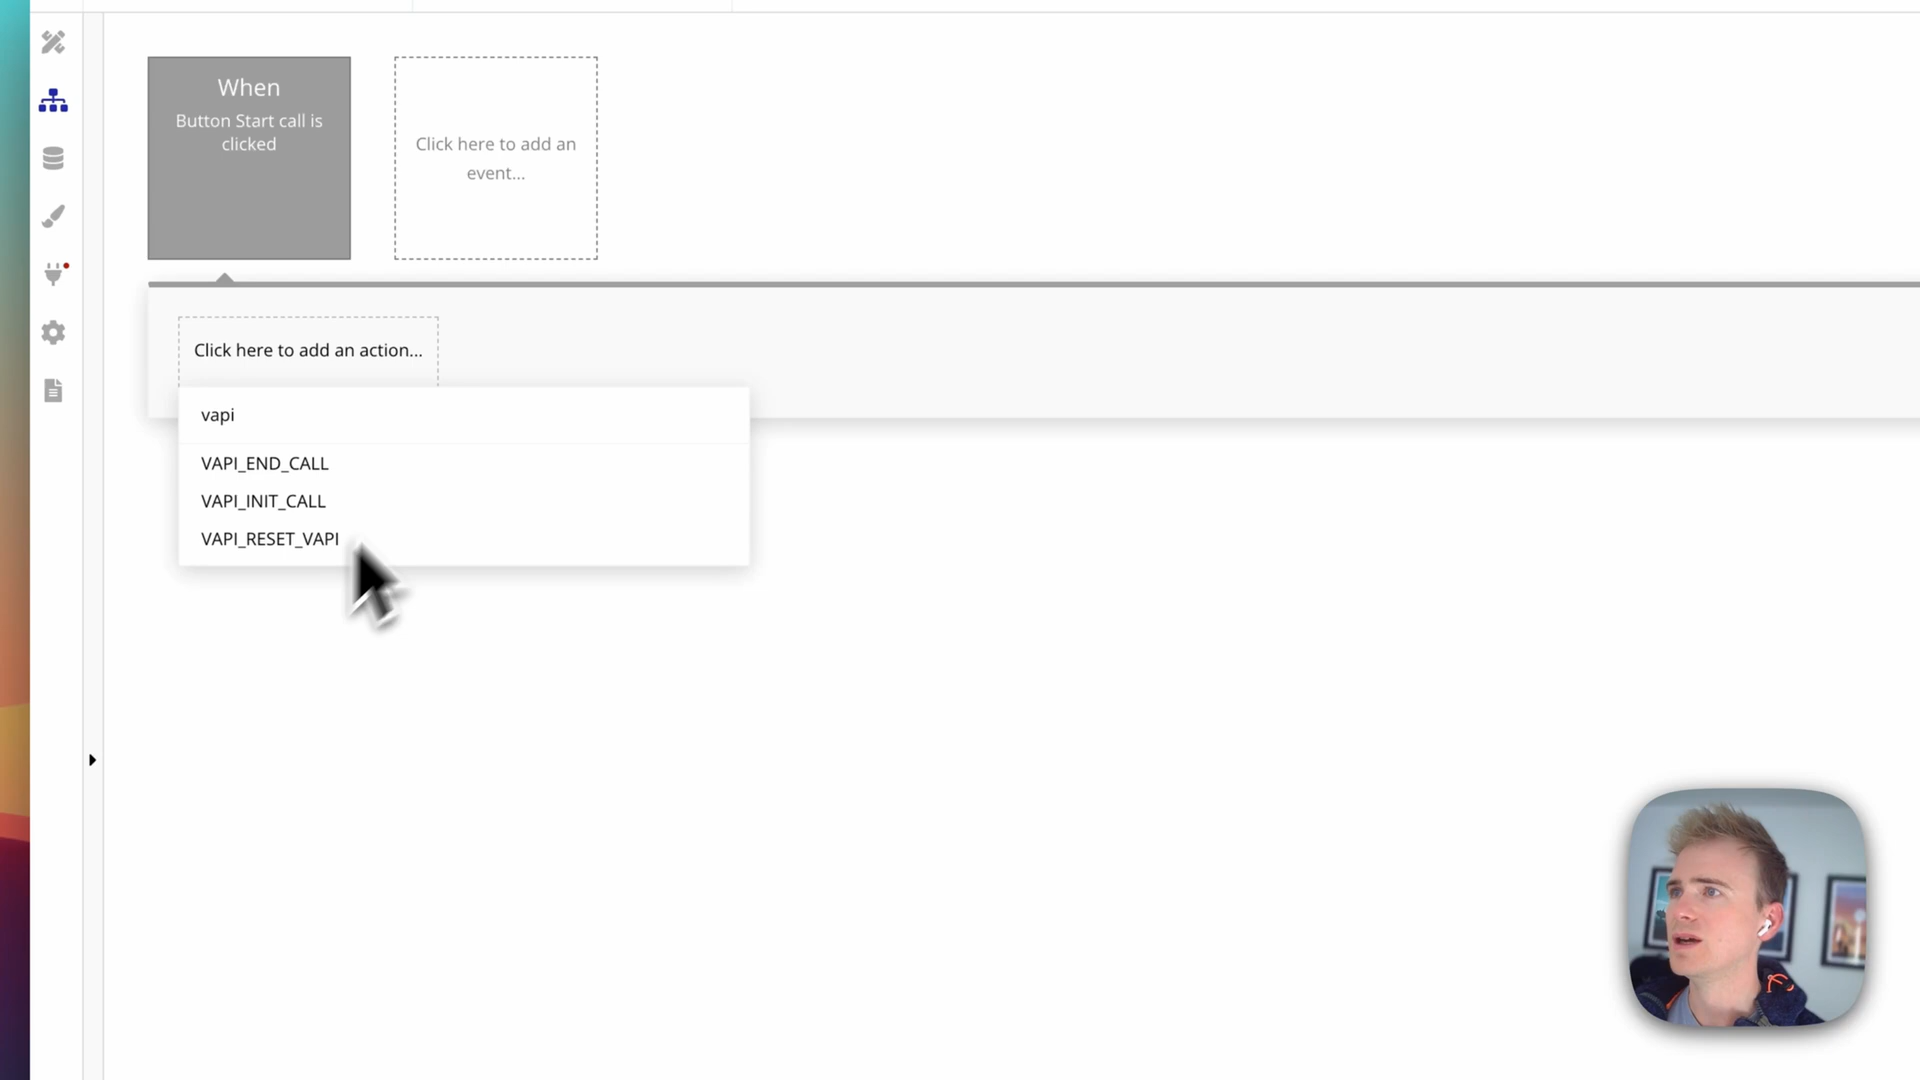 When
Button Start call is
clicked
Click here to add an
event...
Click here to add an action...
vapi
VAPI_END_CALL
VAPI_INIT_CALL
VAPI_RESET_VAPI